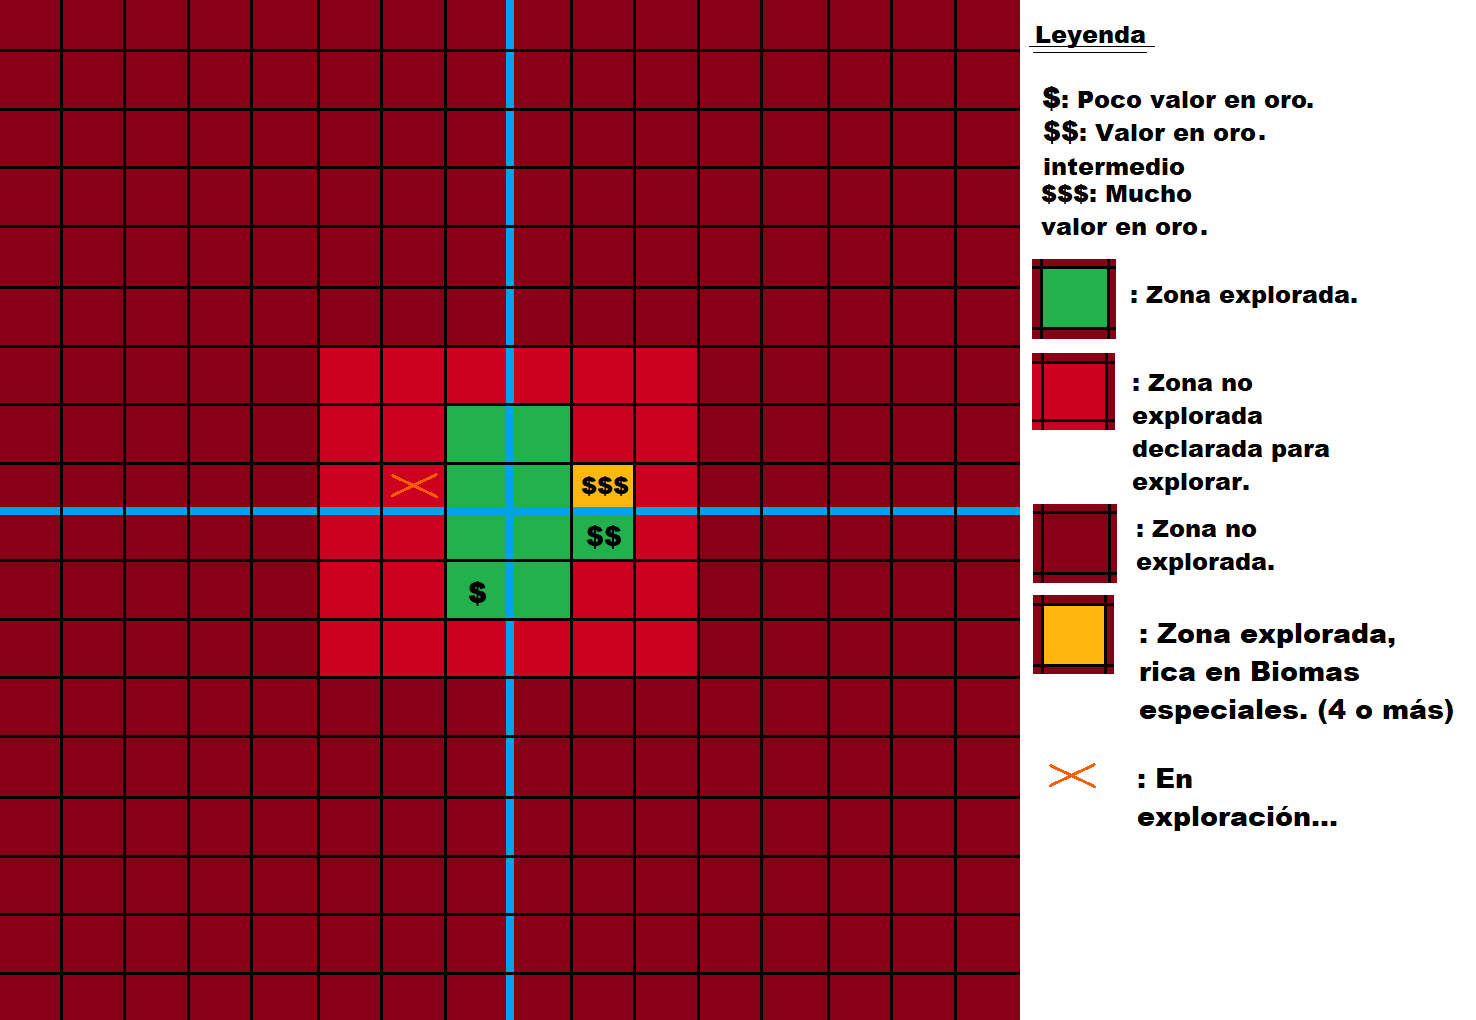 Leyenda
$: Poco valor en oro.
$$: Valor en oro.
intermedio
$$$: Mucho
valor en oro.
: Zona explorada.
: Zona no
explorada
declarada para
explorar.
$$$
$$
: Zona no
explorada.
$
: Zona explorada,
rica en Biomas
especiales. (4 o más)
: En
exploración...